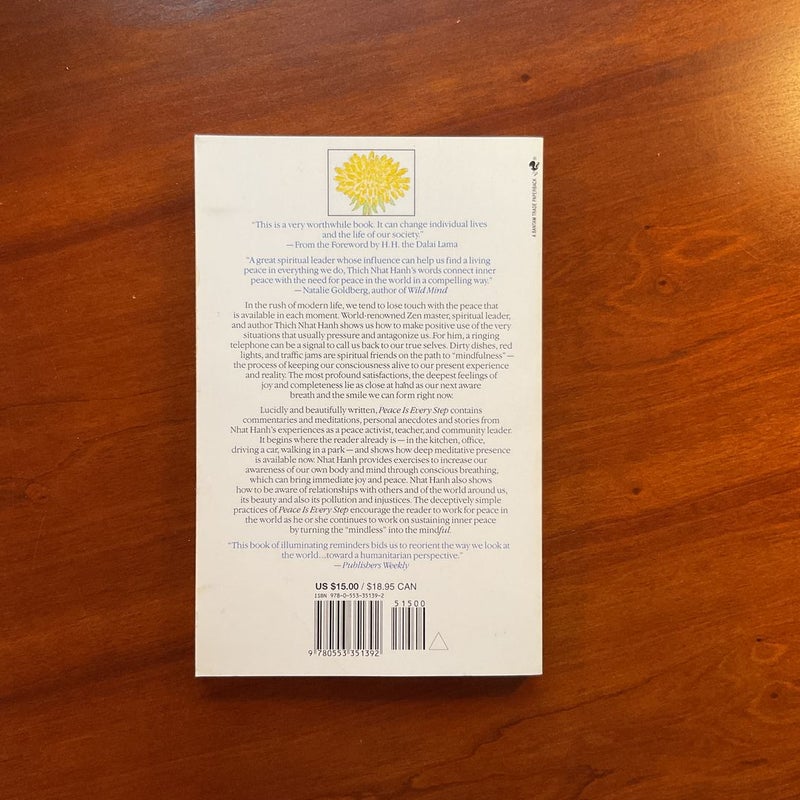 "This is a very worthwhile book. It can change individual lives
and the life of our society."
—From the Foreword by H.H. the Dalai Lama
"A great spiritual leader whose influence can help us find a living
peace in everything we do, Thich Nhat Hanh's words connect inner
peace with the need for peace in the world in a compelling way."
—Natalie Goldberg, author of Wild Mind
In the rush of modern life, we tend to lose touch with the peace that
is available in each moment. World-renowned Zen master, spiritual leader,
and author Thich Nhat Hanh shows us how to make positive use of the very
situations that usually pressure and antagonize us. For him, a ringing
telephone can be a signal to call us back to our true selves. Dirty dishes, red
lights, and traffic jams are spiritual friends on the path to "mindfulness"—
the process of keeping our consciousness alive to our present experience
and reality. The most profound satisfactions, the deepest feelings of
joy and completeness lie as close at hand as our next aware
breath and the smile we can form right now.
Lucidly and beautifully written, Peace Is Every Step contains
commentaries and meditations, personal anecdotes and stories from
Nhat Hanh's experiences as a peace activist, teacher, and community leader.
It begins where the reader already is—in the kitchen, office,
driving a car, walking in a park—and shows how deep meditative presence
is available now. Nhat Hanh provides exercises to increase our
awareness of our own body and mind through conscious breathing,
which can bring immediate joy and peace. Nhat Hanh also shows
how to be aware of relationships with others and of the world around us,
its beauty and also its pollution and injustices. The deceptively simple
practices of Peace Is Every Step encourage the reader to work for peace in
the world as he or she continues to work on sustaining inner peace
by turning the "mindless" into the mindful.
"This book of illuminating reminders bids us to reorient the way we look at
the world...toward a humanitarian perspective."
—Publishers Weekly
US $15.00 / $18.95 CAN
ISBN 978-0-553-35139-2
51500
9 780553 351392
A BANTAM TRADE PAPERBACK